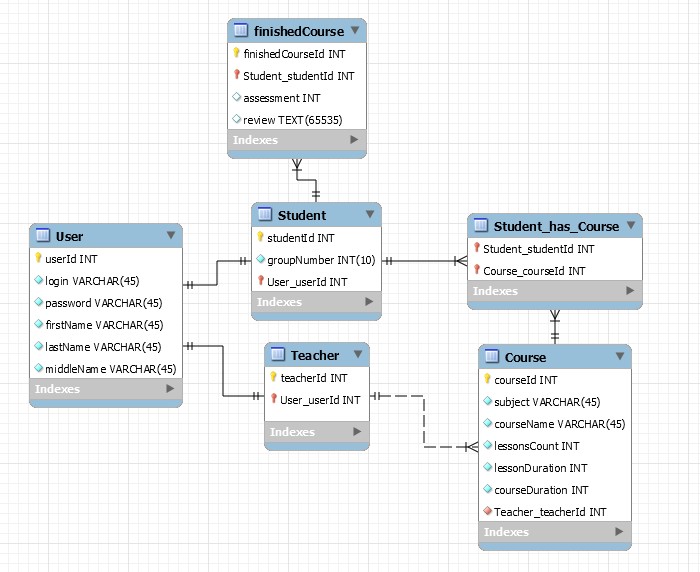 finishedCourse
finishedCourseId INT
Student_studentId INT
assessment INT
review TEXT(65535)
Indexes
Student
studentId INT
groupNumber INT(10)
User_userId INT
Indexes
Student_has_Course
Student_studentId INT
Course_courseId INT
Indexes
User
userId INT
login VARCHAR(45)
password VARCHAR(45)
firstName VARCHAR(45)
lastName VARCHAR(45)
middleName VARCHAR(45)
Indexes
Teacher
teacherId INT
User_userId INT
Indexes
Course
courseId INT
subject VARCHAR(45)
courseName VARCHAR(45)
lessonsCount INT
lessonDuration INT
courseDuration INT
Teacher_teacherId INT
Indexes